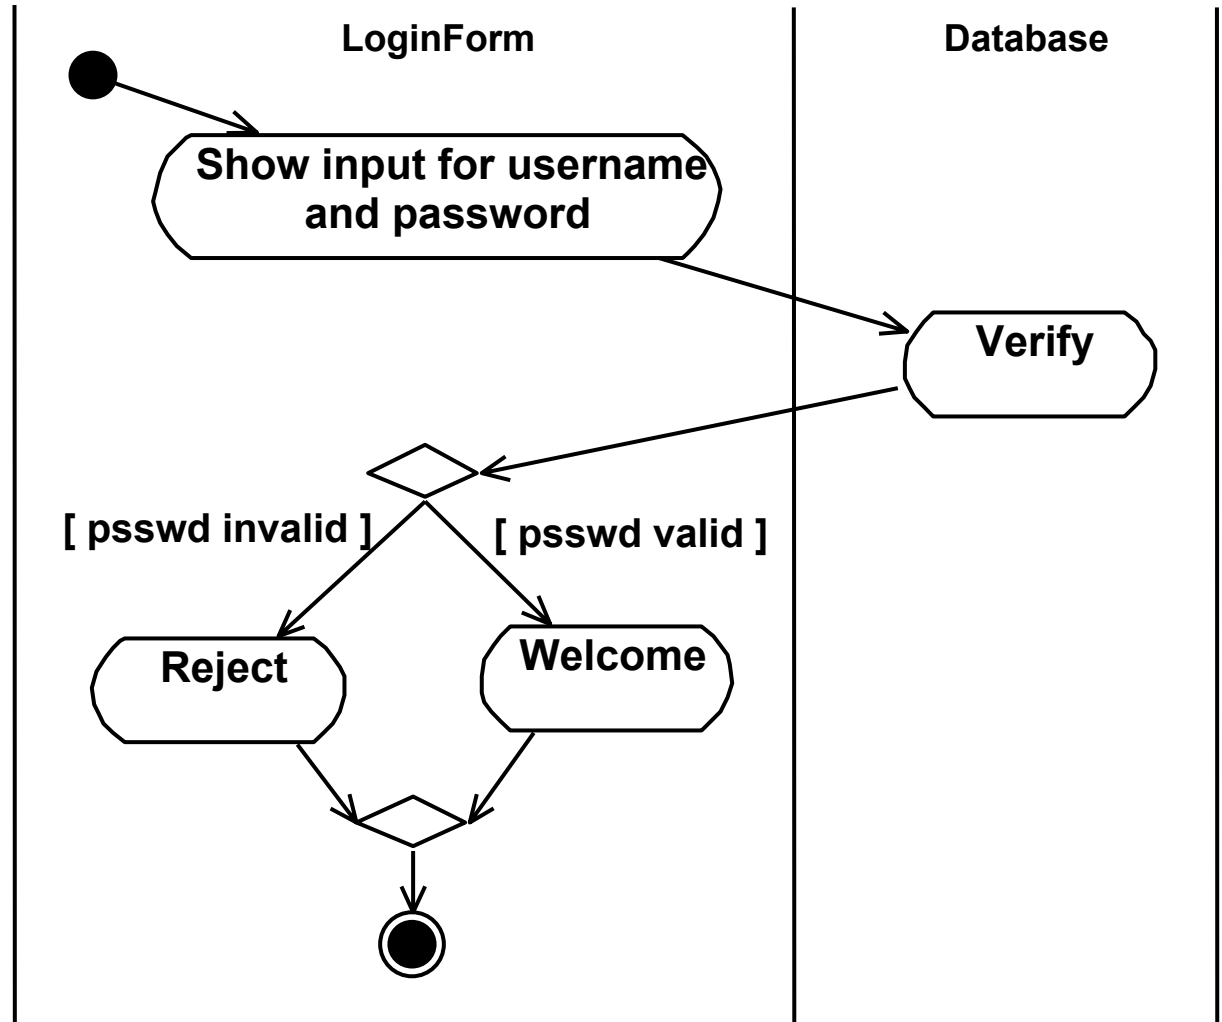 LoginForm
Database
Show input for username
and password
Verify
[ psswd invalid ]
[ psswd valid ]
Reject
Welcome